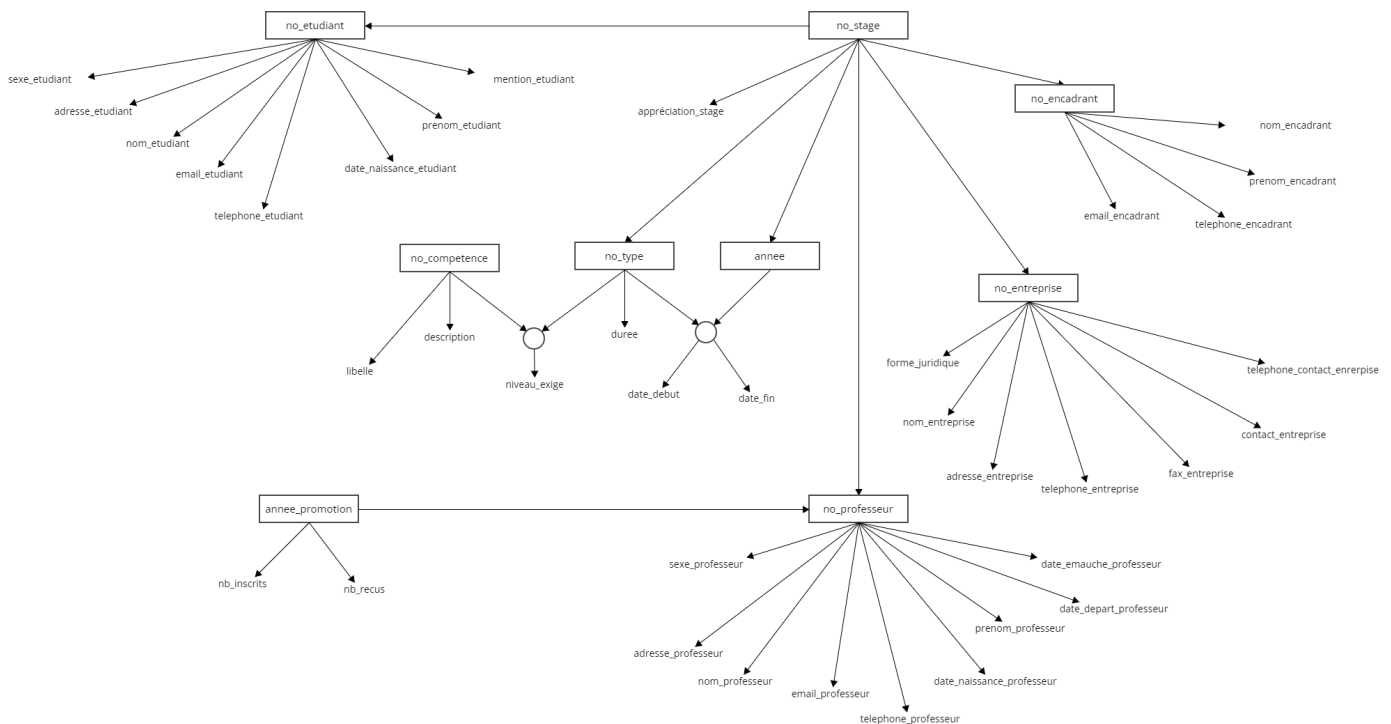 no_etudiant
no_stage
sexe_etudiant
mention_etudiant
adresse_etudiant
appréciation_stage
no_encadrant
prenom_etudiant
nom_encadrant
nom_etudiant
date_naissance_etudiant
email_etudiant
prenom_encadrant
telephone_etudiant
email_encadrant
telephone_encadrant
no_competence
no_type
annee
no_entreprise
description
duree
forme_juridique
libelle
niveau_exige
date_debut
date_fin
telephone_contact_enrerpise
nom_entreprise
contact_entreprise
adresse_entreprise
fax_entreprise
telephone_entreprise
annee_promotion
no_professeur
nb_inscrits
nb_recus
sexe_professeur
date_emauche_professeur
date_depart_professeur
prenom_professeur
adresse_professeur
nom_professeur
date_naissance_professeur
email_professeur
telephone_professeur